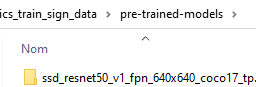 ics_train_sign_data › pre-trained-models ›
Nom
ssd_resnet50_v1_fpn_640x640_coco17_tp